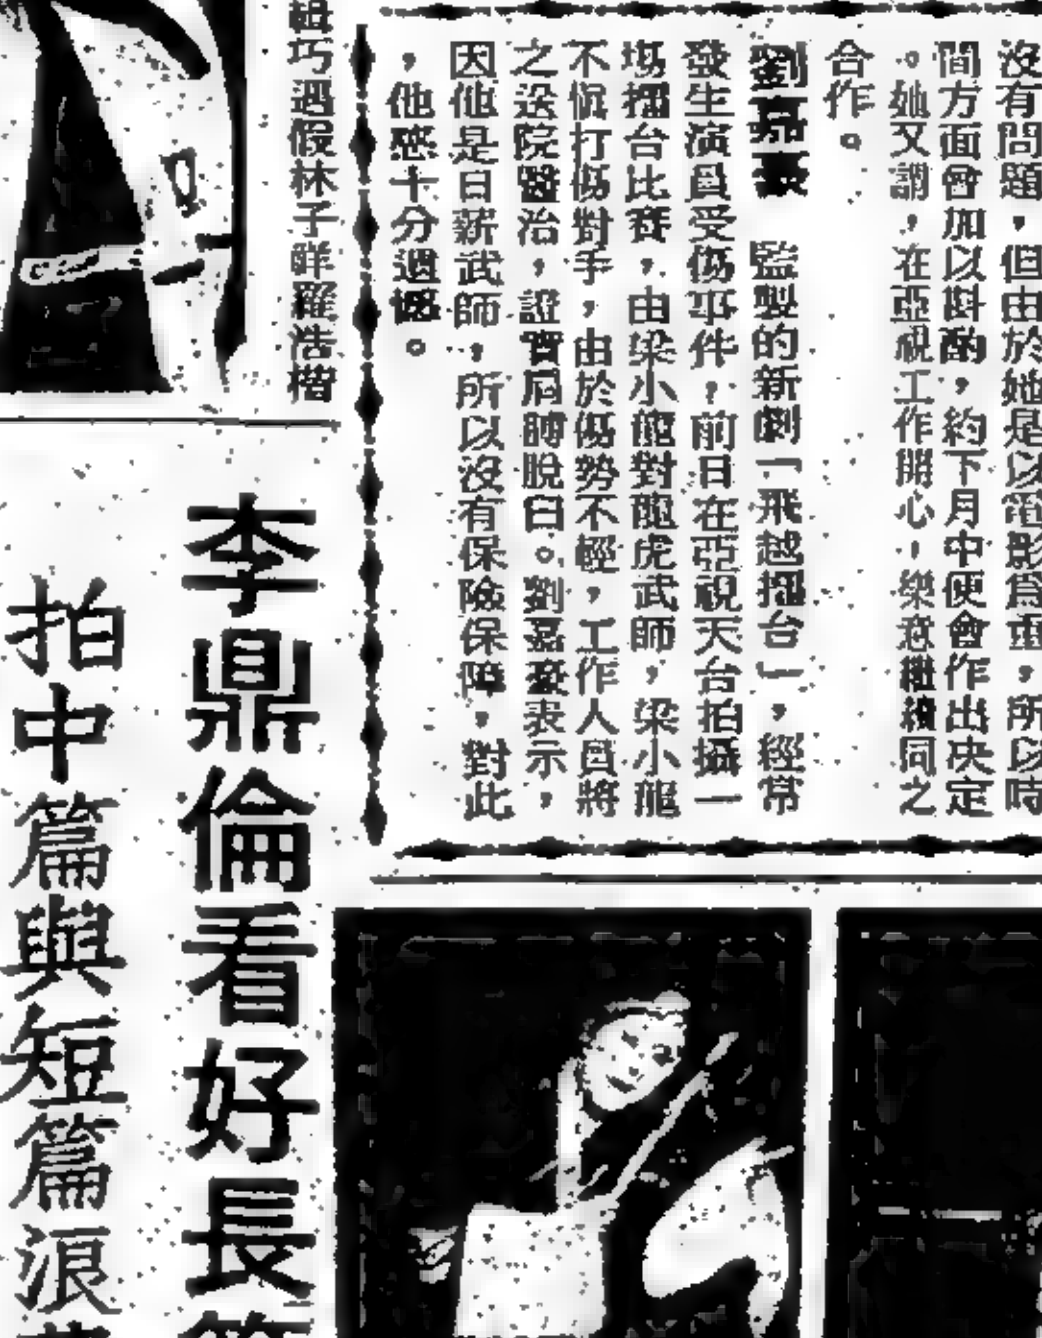 沒有問題，但由於她是以電影爲重，所以時
間方面會加以斟酌，約下月中便會作出決定
。她又謂，在亞視工作開心，樂意繼續同之
合作。
劉嘉豪　監製的新劇「飛越擂台」，經常
發生演員受傷事件，前日在亞視天台拍攝一
場擂台比賽，由梁小龍對龍虎武師，梁小龍
不愼打傷對手，由於傷勢不輕，工作人員將
之送院醫治，證實肩膊脫臼。劉嘉豪表示，
因他是日薪武師，所以沒有保險保障，對此
，他感十分遺憾。
巧遇假林子祥羅浩楷
李鼎倫看好長篇
拍中篇與短篇浪